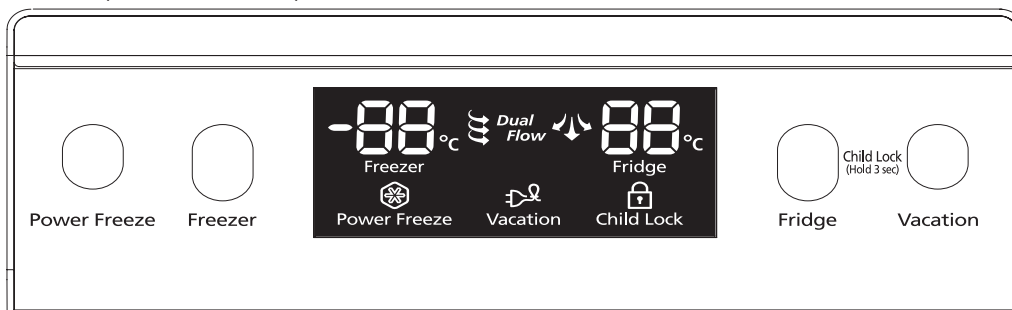 -88°C
Dual
Flow
88°C
Freezer
Fridge
Power Freeze
Vacation
Child Lock
Power Freeze
Freezer
Child Lock
(Hold 3 sec)
Fridge
Vacation